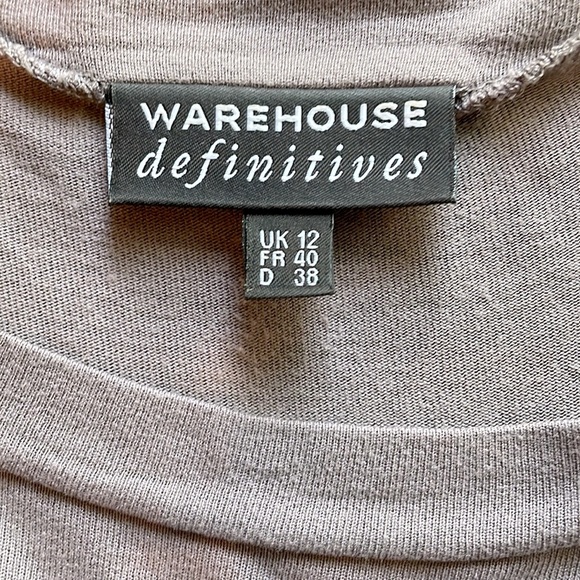 WAREHOUSE
definitives
UK 12
FR 40
D 38